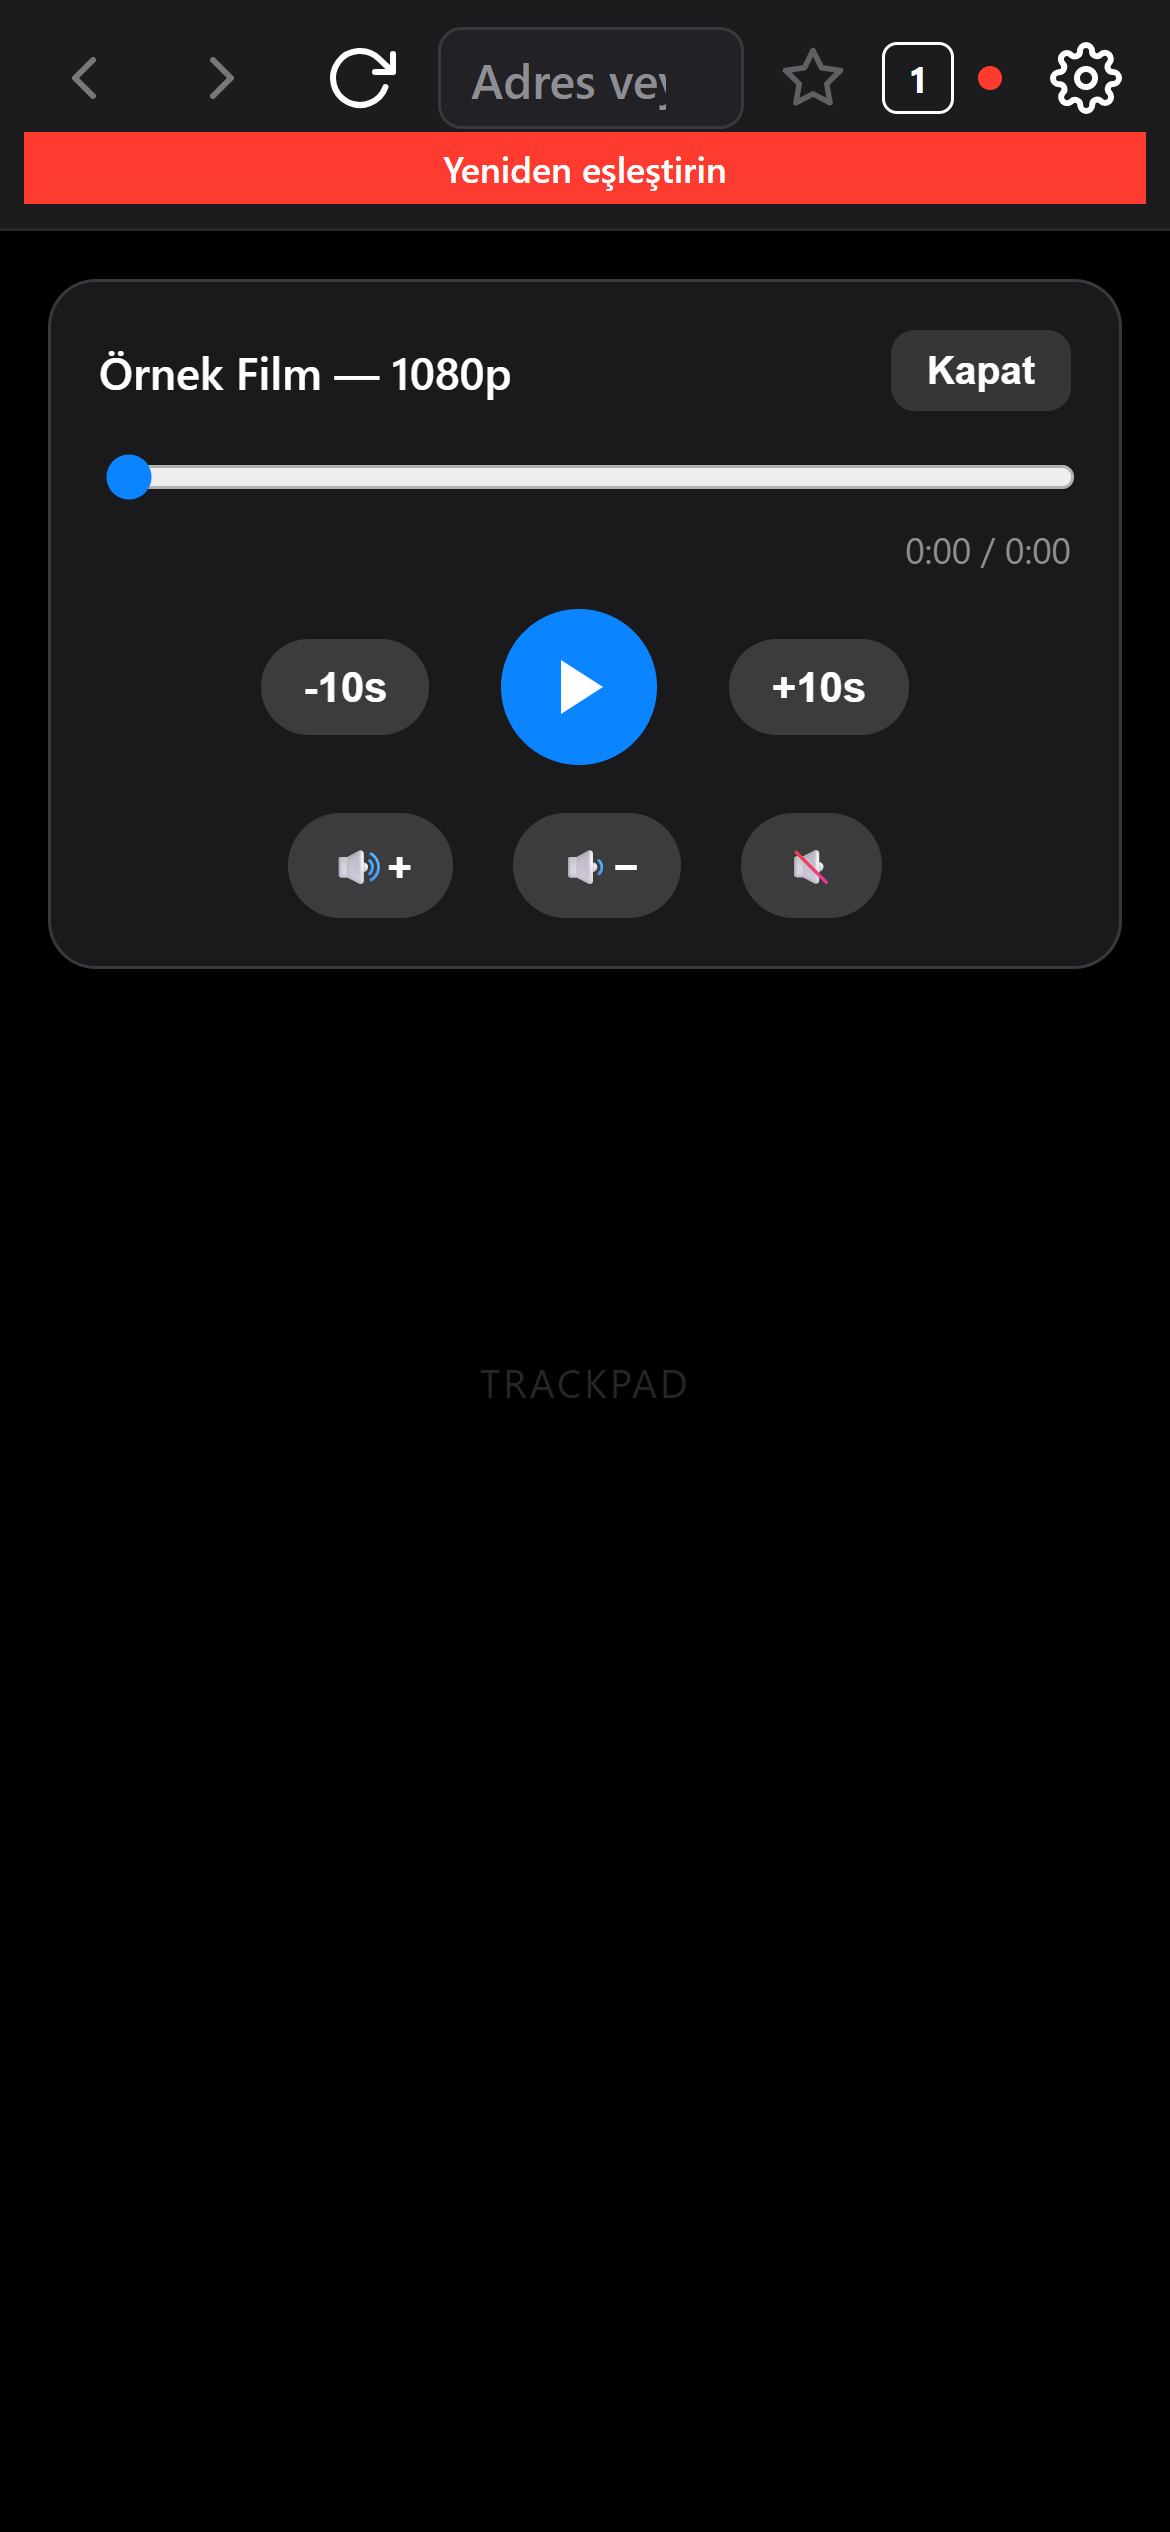 Adres vey
1
Yeniden eşleştirin
Örnek Film — 1080p
Kapat
0:00 / 0:00
-10s
+10s
+
−
TRACKPAD